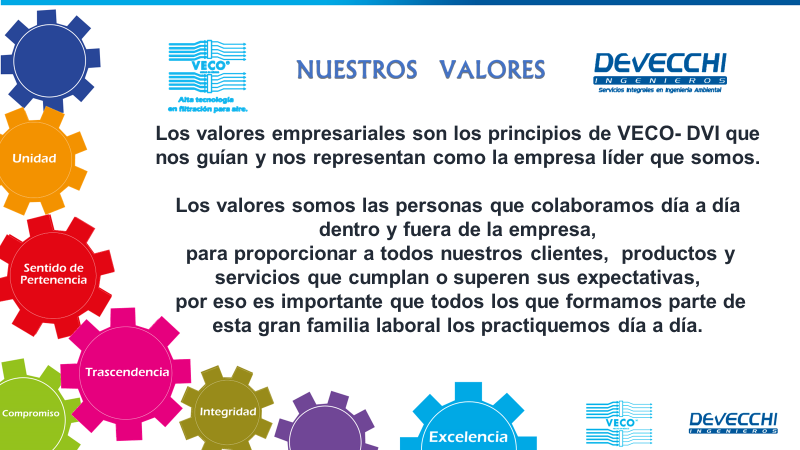 VECO®
Alta tecnología
en filtración para aire.
NUESTROS VALORES
DEVECCHI
INGENIEROS
Servicios Integrales en Ingeniería Ambiental
Los valores empresariales son los principios de VECO- DVI que
nos guían y nos representan como la empresa líder que somos.
Los valores somos las personas que colaboramos día a día
dentro y fuera de la empresa,
para proporcionar a todos nuestros clientes, productos y
servicios que cumplan o superen sus expectativas,
por eso es importante que todos los que formamos parte de
esta gran familia laboral los practiquemos día a día.
Unidad
Sentido de
Pertenencia
Trascendencia
Compromiso
Integridad
Excelencia
VECO®
DEVECCHI
INGENIEROS